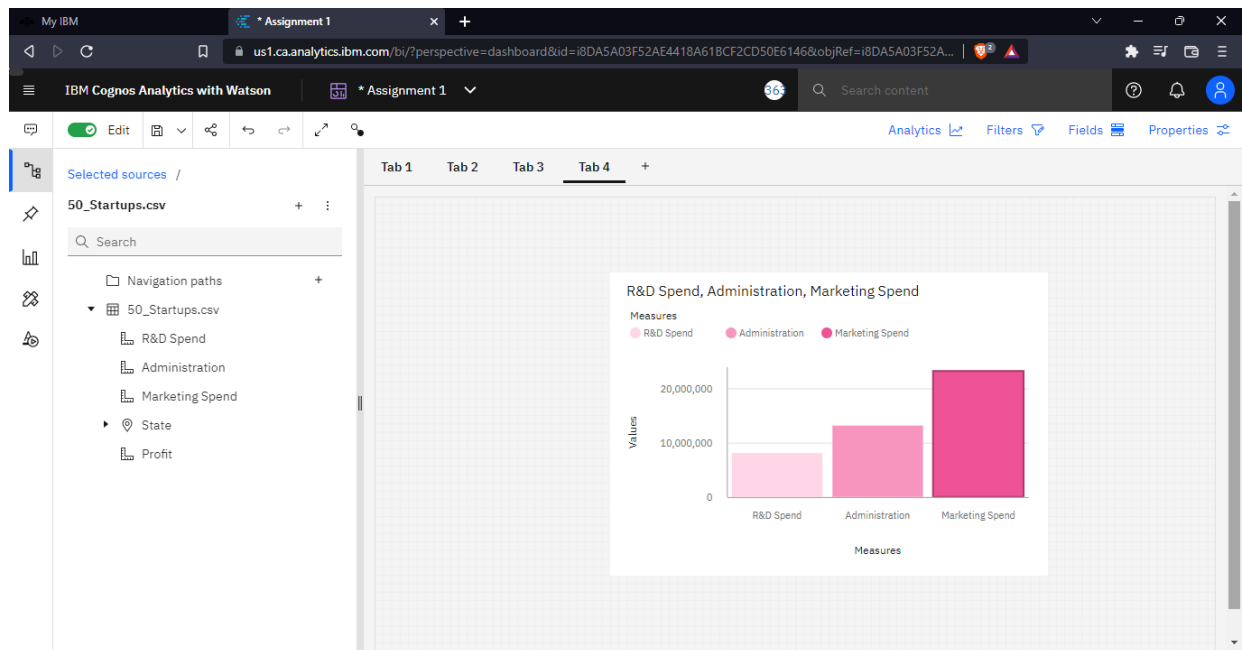 My IBM
* Assignment 1
us1.ca.analytics.ibm.com/bi/?perspective=dashboard&id=i8DA5A03F52AE4418A61BCF2CD50E6146&objRef=i8DA5A03F52A...
2
IBM Cognos Analytics with Watson
* Assignment 1
363
Search content
Edit
Analytics
Filters
Fields
Properties
Selected sources /
Tab 1
Tab 2
Tab 3
Tab 4
50_Startups.csv
Search
Navigation paths
50_Startups.csv
R&D Spend
Administration
Marketing Spend
State
Profit
R&D Spend, Administration, Marketing Spend
Measures
R&D Spend
Administration
Marketing Spend
20,000,000
10,000,000
0
Values
R&D Spend
Administration
Marketing Spend
Measures